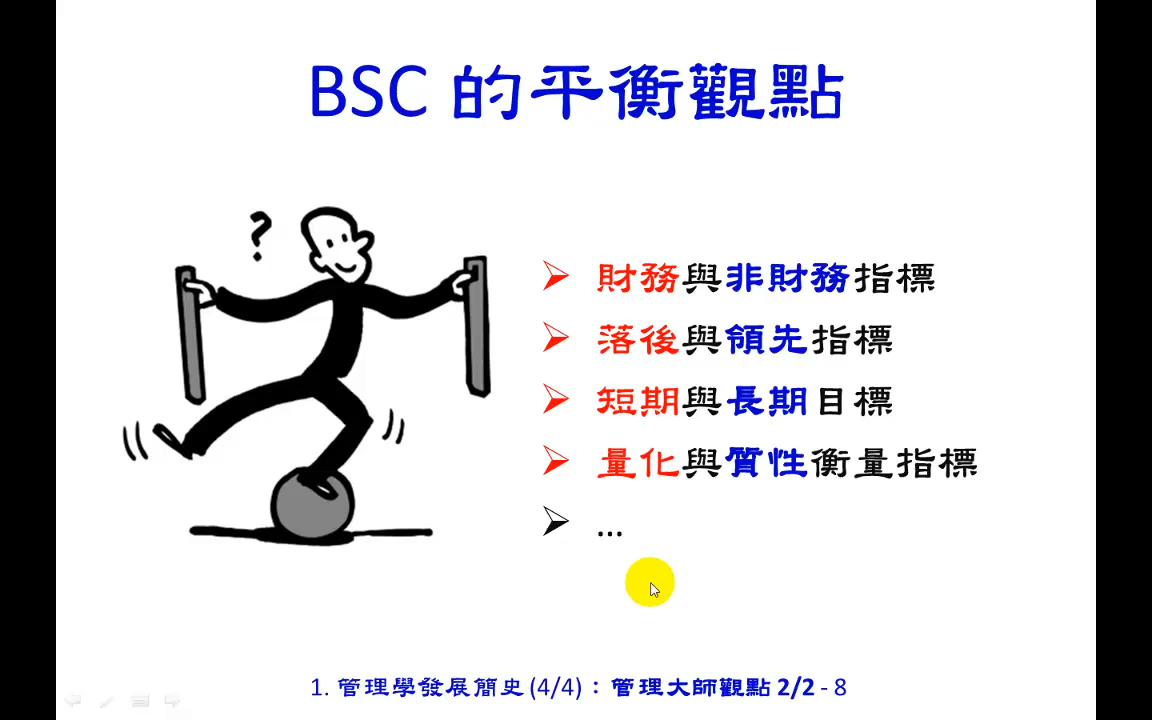 BSC 的平衡觀點
?
財務與非財務指標
落後與領先指標
短期與長期目標
量化與質性衡量指標
...
1. 管理學發展簡史 (4/4)：管理大師觀點 2/2 - 8